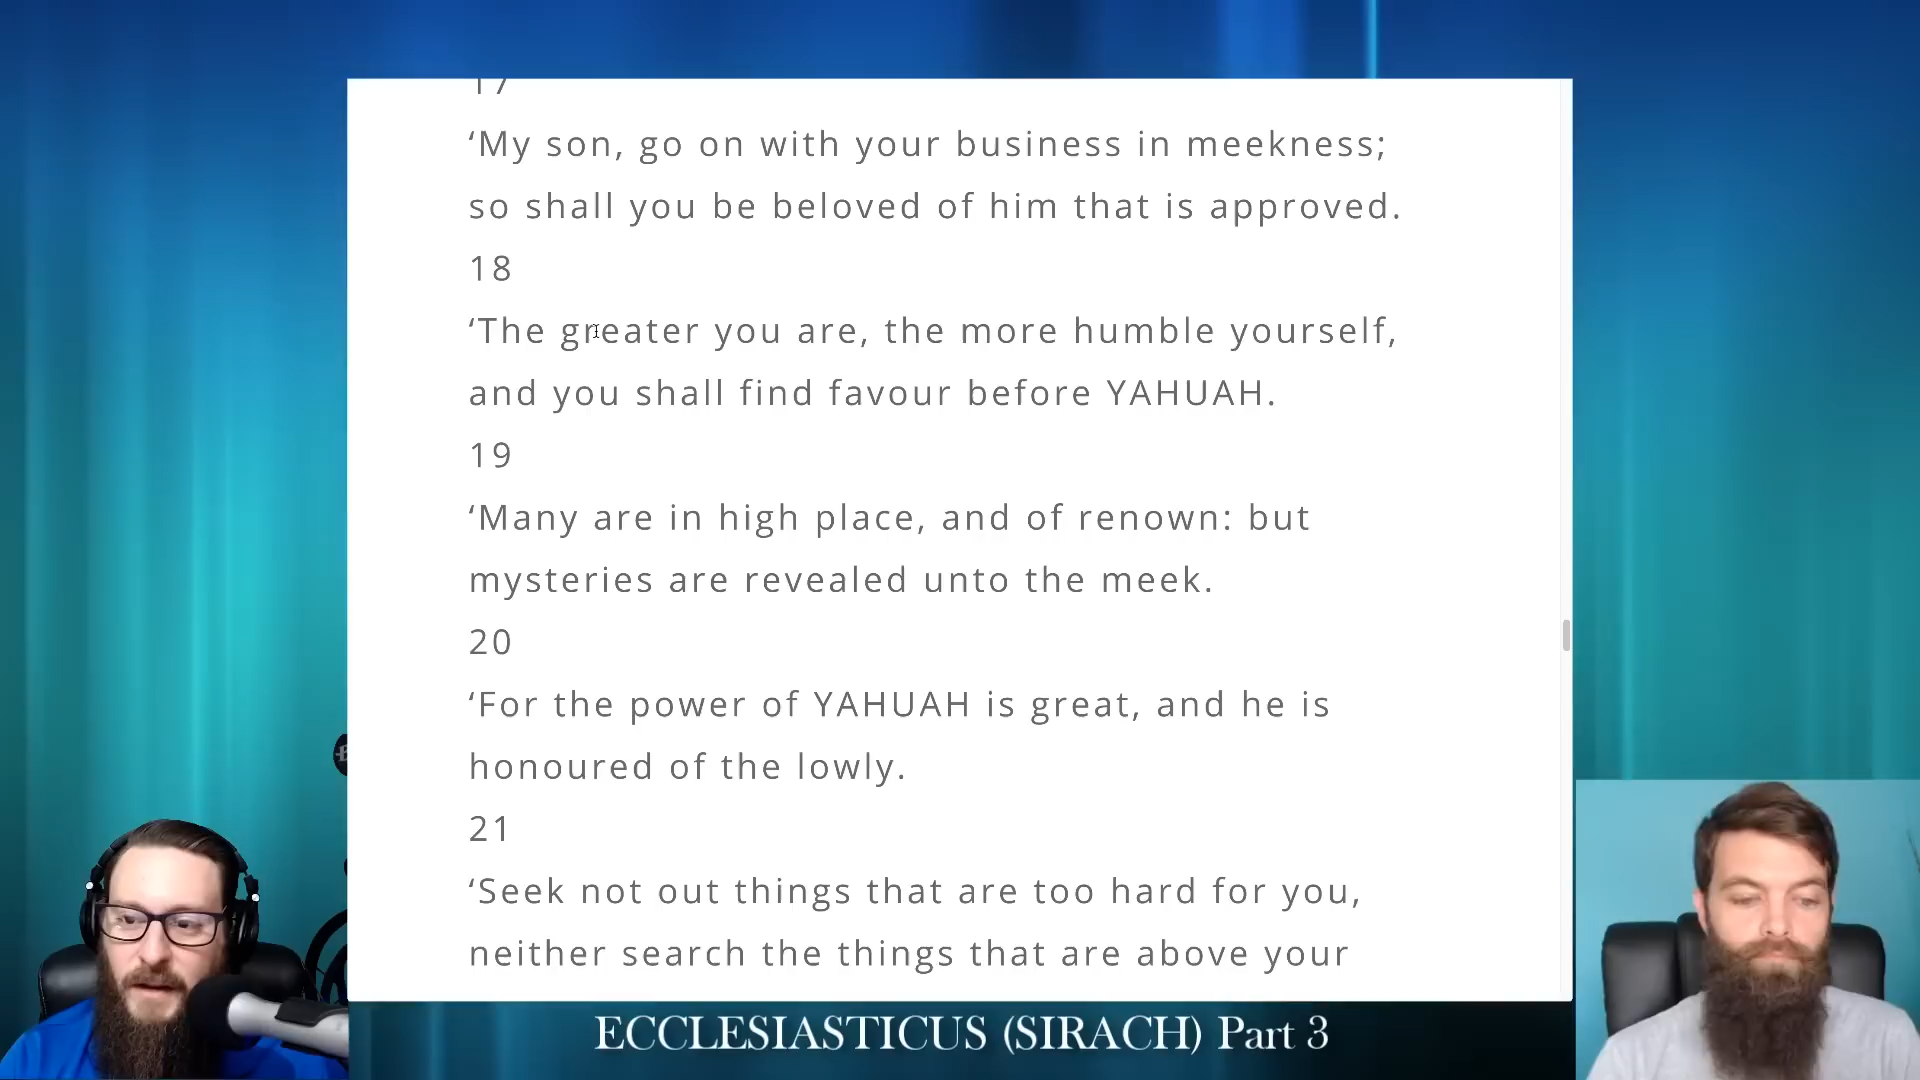 17
‘My son, go on with your business in meekness;
so shall you be beloved of him that is approved.
18
‘The greater you are, the more humble yourself,
and you shall find favour before YAHUAH.
19
‘Many are in high place, and of renown: but
mysteries are revealed unto the meek.
20
‘For the power of YAHUAH is great, and he is
honoured of the lowly.
21
‘Seek not out things that are too hard for you,
neither search the things that are above your
ECCLESIASTICUS (SIRACH) Part 3